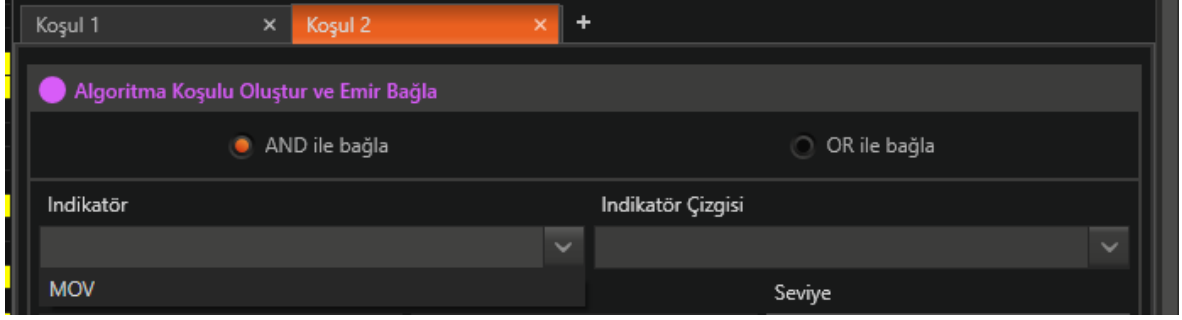 Koşul 1 × Koşul 2 × +
Algoritma Koşulu Oluştur ve Emir Bağla
AND ile bağla OR ile bağla
Indikatör Indikatör Çizgisi
MOV
Seviye